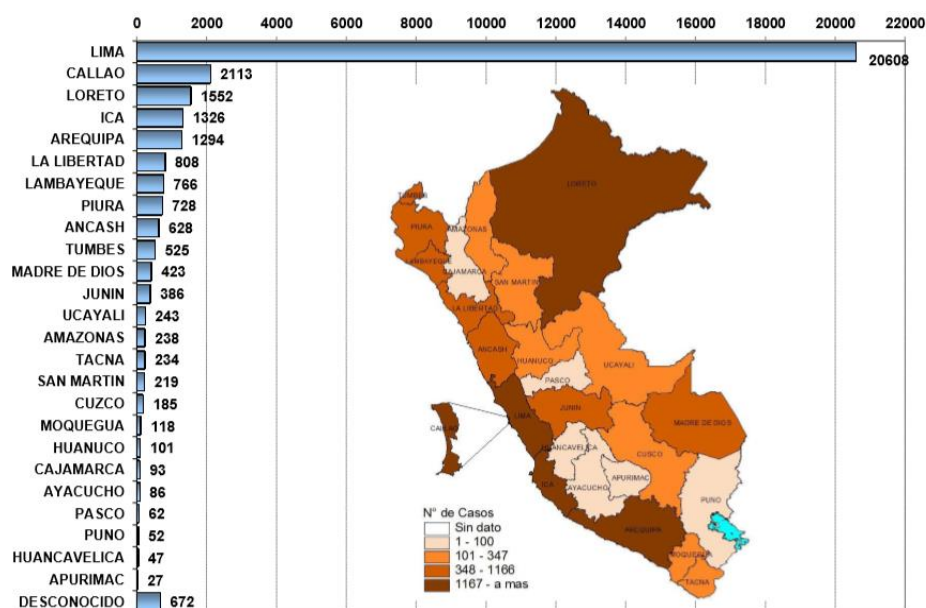 0 2000 4000 6000 8000 10000 12000 14000 16000 18000 20000 22000
LIMA 20608
CALLAO 2113
LORETO 1552
ICA 1326
AREQUIPA 1294
LA LIBERTAD 808
LAMBAYEQUE 766
PIURA 728
ANCASH 628
TUMBES 525
MADRE DE DIOS 423
JUNIN 386
UCAYALI 243
AMAZONAS 238
TACNA 234
SAN MARTIN 219
CUZCO 185
MOQUEGUA 118
HUANUCO 101
CAJAMARCA 93
AYACUCHO 86
PASCO 62
PUNO 52
HUANCAVELICA 47
APURIMAC 27
DESCONOCIDO 672
LORETO
TUMBES
PIURA
AMAZONAS
LAMBAYEQUE
CAJAMARCA
SAN MARTIN
LA LIBERTAD
ANCASH
HUANUCO
UCAYALI
PASCO
LIMA
JUNIN
MADRE DE DIOS
CALLAO
HUANCAVELICA
CUSCO
ICA
AYACUCHO
APURIMAC
PUNO
AREQUIPA
MOQUEGUA
TACNA
N° de Casos
Sin dato
1 - 100
101 - 347
348 - 1166
1167 - a mas